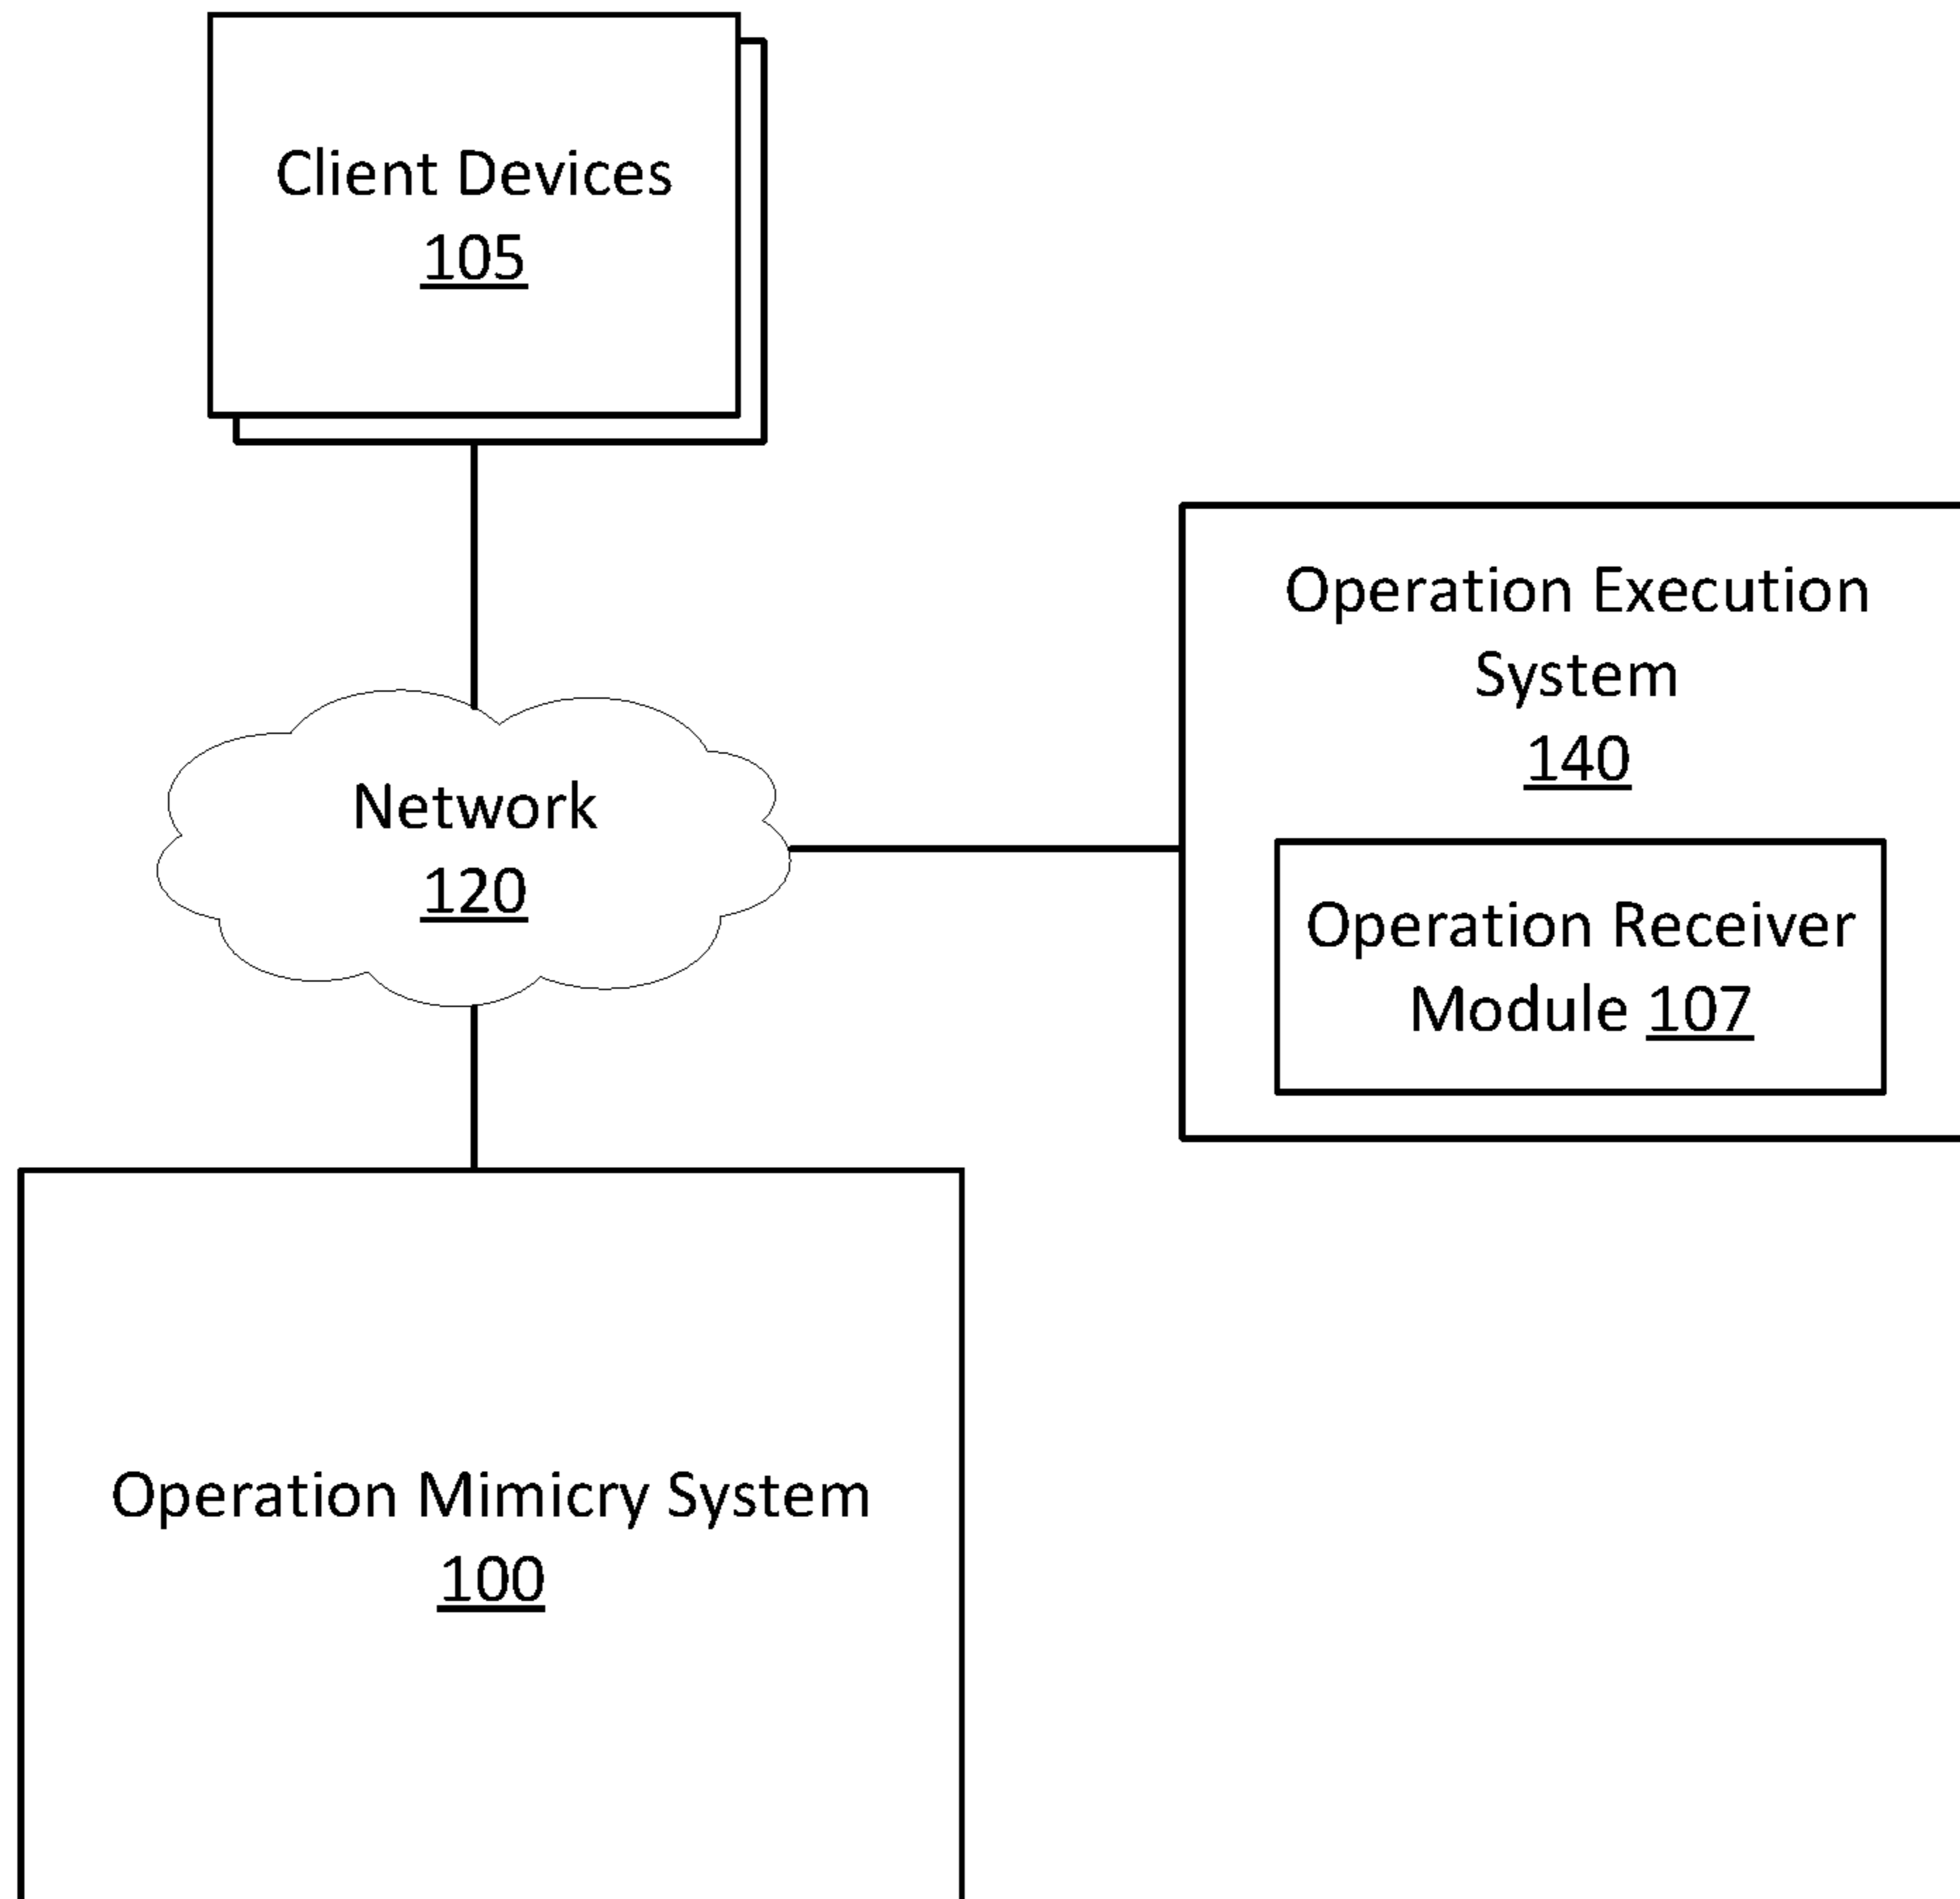 Client Devices
105
Operation Execution
System
140
Network
120
Operation Receiver
Module 107
Operation Mimicry System
100